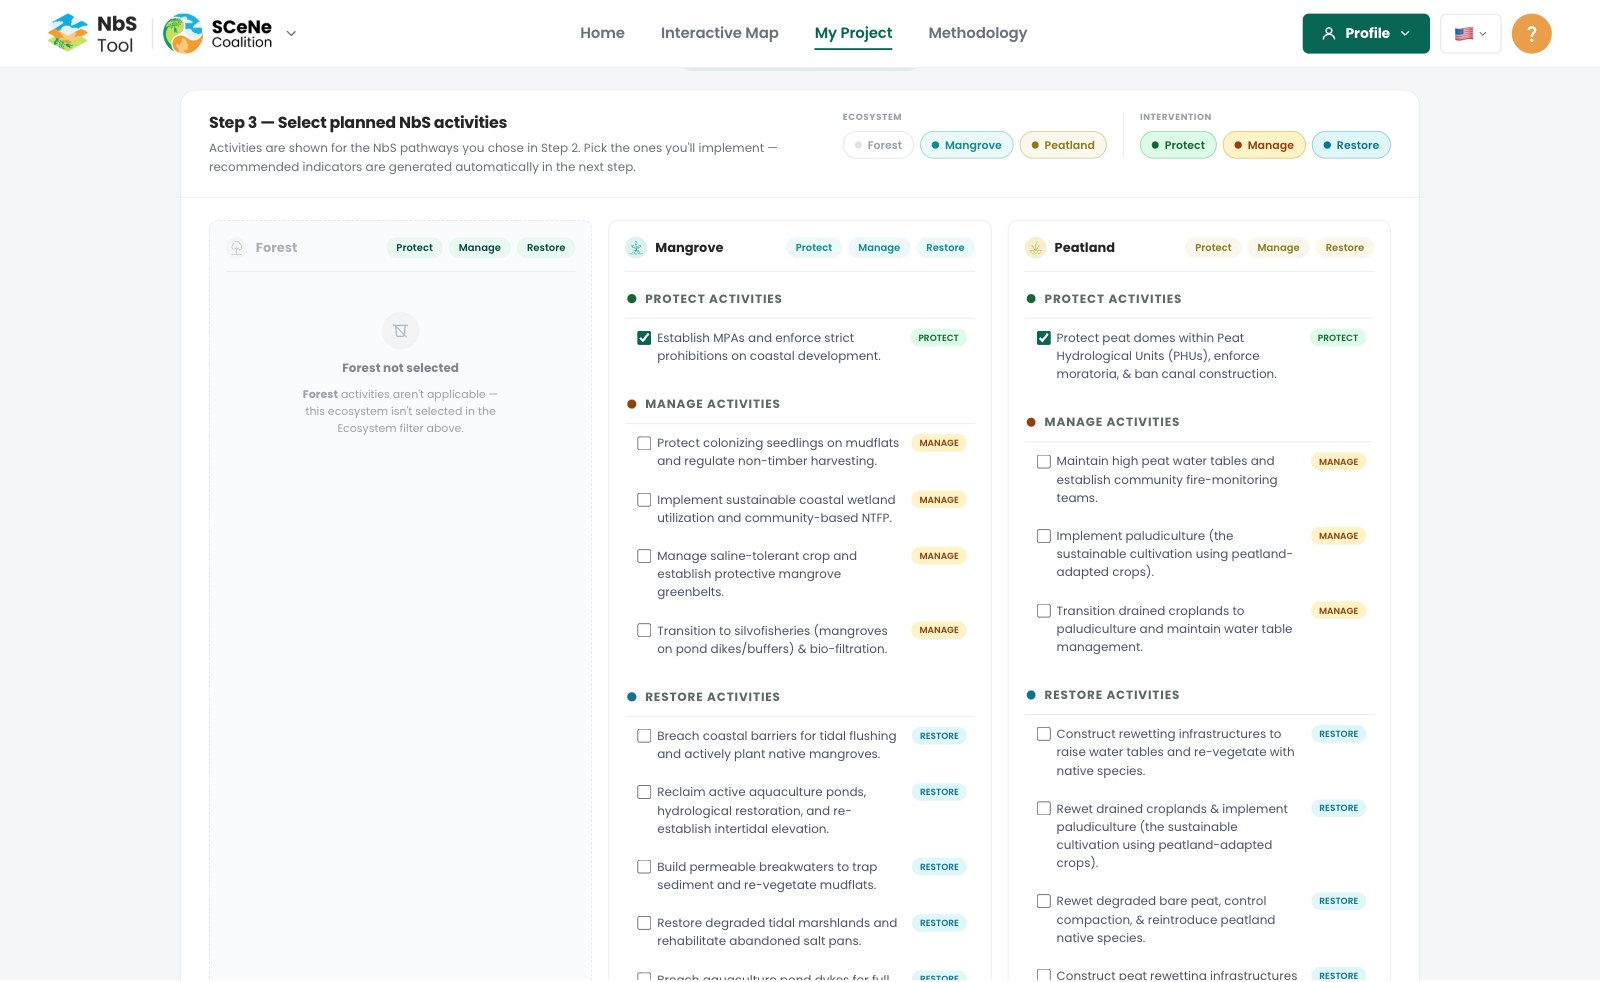 NbS
Tool
SCeNe
Coalition
Home
Interactive Map
My Project
Methodology
Profile
?
Step 3 — Select planned NbS activities
Activities are shown for the NbS pathways you chose in Step 2. Pick the ones you'll implement —
recommended indicators are generated automatically in the next step.
ECOSYSTEM
Forest
Mangrove
Peatland
INTERVENTION
Protect
Manage
Restore
Forest
Protect
Manage
Restore
Forest not selected
Forest activities aren't applicable —
this ecosystem isn't selected in the
Ecosystem filter above.
Mangrove
Protect
Manage
Restore
PROTECT ACTIVITIES
Establish MPAs and enforce strict
prohibitions on coastal development.
PROTECT
MANAGE ACTIVITIES
Protect colonizing seedlings on mudflats
and regulate non-timber harvesting.
MANAGE
Implement sustainable coastal wetland
utilization and community-based NTFP.
MANAGE
Manage saline-tolerant crop and
establish protective mangrove
greenbelts.
MANAGE
Transition to silvofisheries (mangroves
on pond dikes/buffers) & bio-filtration.
MANAGE
RESTORE ACTIVITIES
Breach coastal barriers for tidal flushing
and actively plant native mangroves.
RESTORE
Reclaim active aquaculture ponds,
hydrological restoration, and re-
establish intertidal elevation.
RESTORE
Build permeable breakwaters to trap
sediment and re-vegetate mudflats.
RESTORE
Restore degraded tidal marshlands and
rehabilitate abandoned salt pans.
RESTORE
Breach aquaculture pond dykes for full
RESTORE
Peatland
Protect
Manage
Restore
PROTECT ACTIVITIES
Protect peat domes within Peat
Hydrological Units (PHUs), enforce
moratoria, & ban canal construction.
PROTECT
MANAGE ACTIVITIES
Maintain high peat water tables and
establish community fire-monitoring
teams.
MANAGE
Implement paludiculture (the
sustainable cultivation using peatland-
adapted crops).
MANAGE
Transition drained croplands to
paludiculture and maintain water table
management.
MANAGE
RESTORE ACTIVITIES
Construct rewetting infrastructures to
raise water tables and re-vegetate with
native species.
RESTORE
Rewet drained croplands & implement
paludiculture (the sustainable
cultivation using peatland-adapted
crops).
RESTORE
Rewet degraded bare peat, control
compaction, & reintroduce peatland
native species.
RESTORE
Construct peat rewetting infrastructures
RESTORE